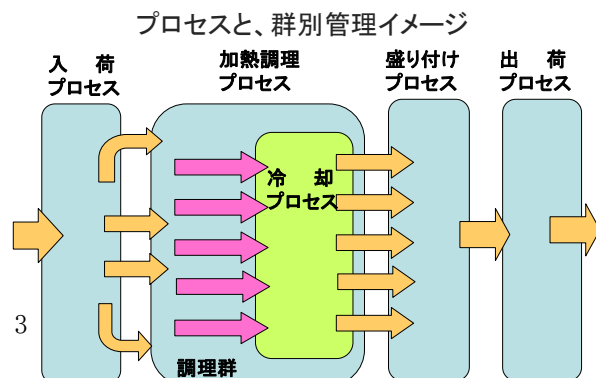 プロセスと、群別管理イメージ
入　荷
プロセス
加熱調理
プロセス
盛り付け
プロセス
出　荷
プロセス
冷　却
プロセス
3
調理群